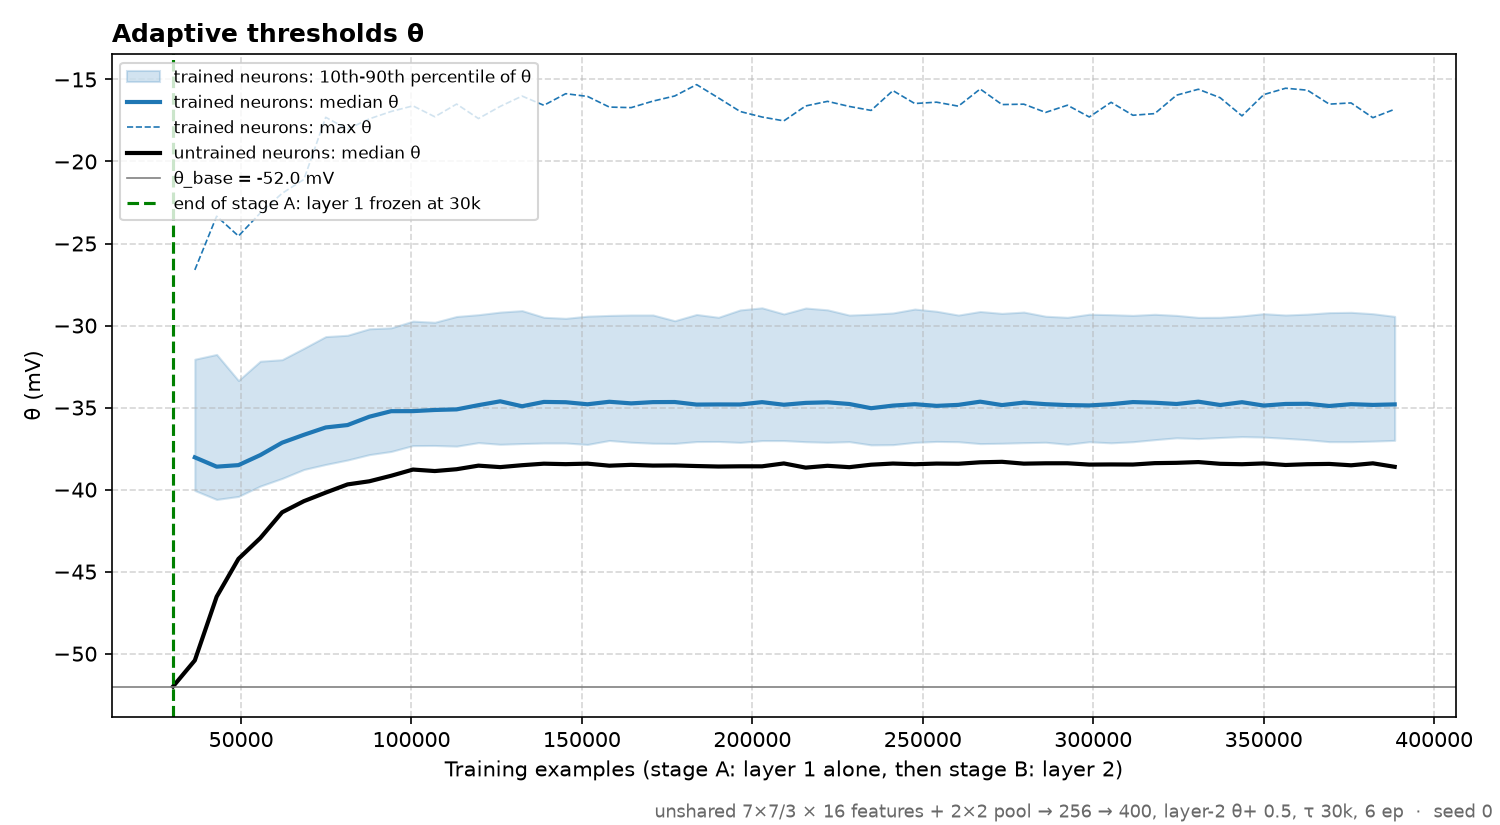 Adaptive thresholds θ
trained neurons: 10th-90th percentile of θ
trained neurons: median θ
trained neurons: max θ
untrained neurons: median θ
θ_base = -52.0 mV
end of stage A: layer 1 frozen at 30k
θ (mV)
−15
−20
−25
−30
−35
−40
−45
−50
50000 100000 150000 200000 250000 300000 350000 400000
Training examples (stage A: layer 1 alone, then stage B: layer 2)
unshared 7×7/3 × 16 features + 2×2 pool → 256 → 400, layer-2 θ+ 0.5, τ 30k, 6 ep · seed 0